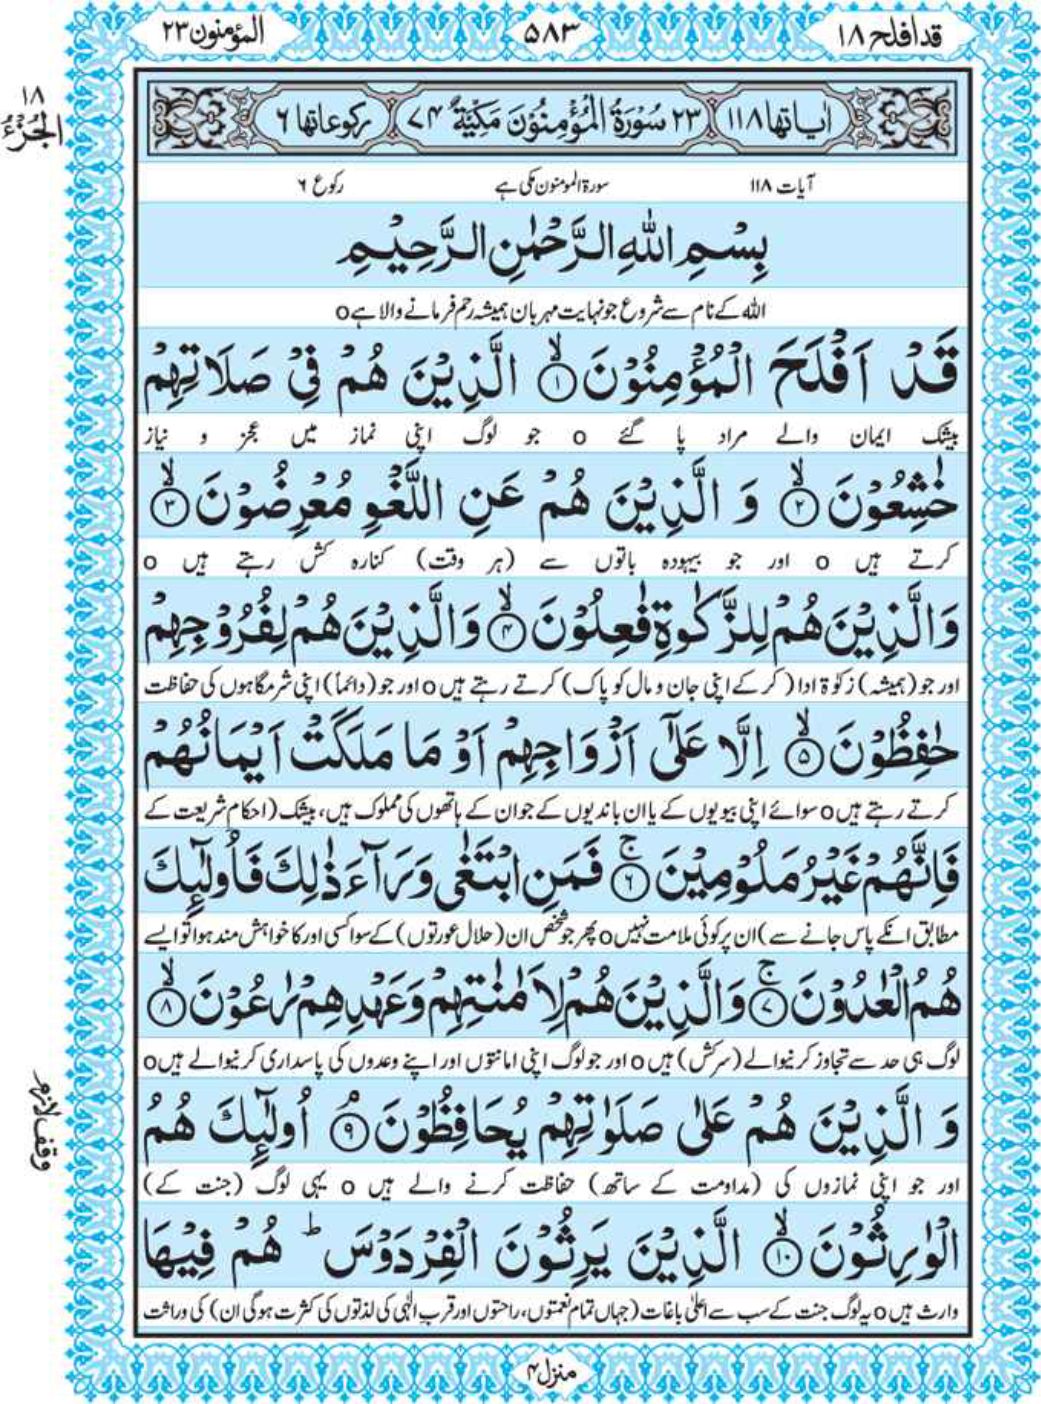 قد افلح ۱۸
۵۸۳
المؤمنون ۲۳
۱۸
الجزء
اٰیاتها ۱۱۸ ۲۳ سُوْرَةُ الْمُؤْمِنُوْنَ مَكِّيَّةٌ ۷۴ رکوعاتها ۶
آیات ۱۱۸ سورۃ المومنون مکی ہے رکوع ۶
بِسْمِ اللّٰهِ الرَّحْمٰنِ الرَّحِيْمِ
اللہ کے نام سے شروع جو نہایت مہربان ہمیشہ رحم فرمانے والا ہے o
قَدْ اَفْلَحَ الْمُؤْمِنُوْنَ ۙ﴿۱﴾ الَّذِيْنَ هُمْ فِيْ صَلَاتِهِمْ
بیشک ایمان والے مراد پا گئے o جو لوگ اپنی نماز میں عجز و نیاز
خٰشِعُوْنَ ۙ﴿۲﴾ وَ الَّذِيْنَ هُمْ عَنِ اللَّغْوِ مُعْرِضُوْنَ ۙ﴿۳﴾
کرتے ہیں o اور جو بیہودہ باتوں سے (ہر وقت) کنارہ کش رہتے ہیں o
وَالَّذِيْنَ هُمْ لِلزَّكٰوةِ فٰعِلُوْنَ ۙ﴿۴﴾ وَالَّذِيْنَ هُمْ لِفُرُوْجِهِمْ
اور جو (ہمیشہ) زکوٰۃ ادا (کر کے اپنی جان و مال کو پاک) کرتے رہتے ہیں o اور جو (دائماً) اپنی شرمگاہوں کی حفاظت
حٰفِظُوْنَ ۙ﴿۵﴾ اِلَّا عَلٰۤى اَزْوَاجِهِمْ اَوْ مَا مَلَكَتْ اَيْمَانُهُمْ
کرتے رہتے ہیں o سوائے اپنی بیویوں کے یا ان باندیوں کے جو ان کے ہاتھوں کی مملوک ہیں، بیشک (احکامِ شریعت کے
فَاِنَّهُمْ غَيْرُ مَلُوْمِيْنَ ۚ﴿۶﴾ فَمَنِ ابْتَغٰى وَرَآءَ ذٰلِكَ فَاُولٰٓئِكَ
مطابق انکے پاس جانے سے) ان پر کوئی ملامت نہیں o پھر جو شخص ان (حلال عورتوں) کے سوا کسی اور کا خواہش مند ہوا تو ایسے
هُمُ الْعٰدُوْنَ ۚ﴿۷﴾ وَالَّذِيْنَ هُمْ لِاَمٰنٰتِهِمْ وَعَهْدِهِمْ رٰعُوْنَ ۙ﴿۸﴾
لوگ ہی حد سے تجاوز کرنیوالے (سرکش) ہیں o اور جو لوگ اپنی امانتوں اور اپنے وعدوں کی پاسداری کرنیوالے ہیں o
وَ الَّذِيْنَ هُمْ عَلٰى صَلَوٰتِهِمْ يُحَافِظُوْنَ ۘ﴿۹﴾ اُولٰٓئِكَ هُمُ
اور جو اپنی نمازوں کی (مداومت کے ساتھ) حفاظت کرنے والے ہیں o یہی لوگ (جنت کے)
الْوٰرِثُوْنَ ۙ﴿۱۰﴾ الَّذِيْنَ يَرِثُوْنَ الْفِرْدَوْسَ ؕ هُمْ فِيْهَا
وارث ہیں o یہ لوگ جنت کے سب سے اعلیٰ باغات (جہاں تمام نعمتوں، راحتوں اور قربِ الٰہی کی لذتوں کی کثرت ہوگی ان) کی وراثت
وقف لازم
منزل ۴